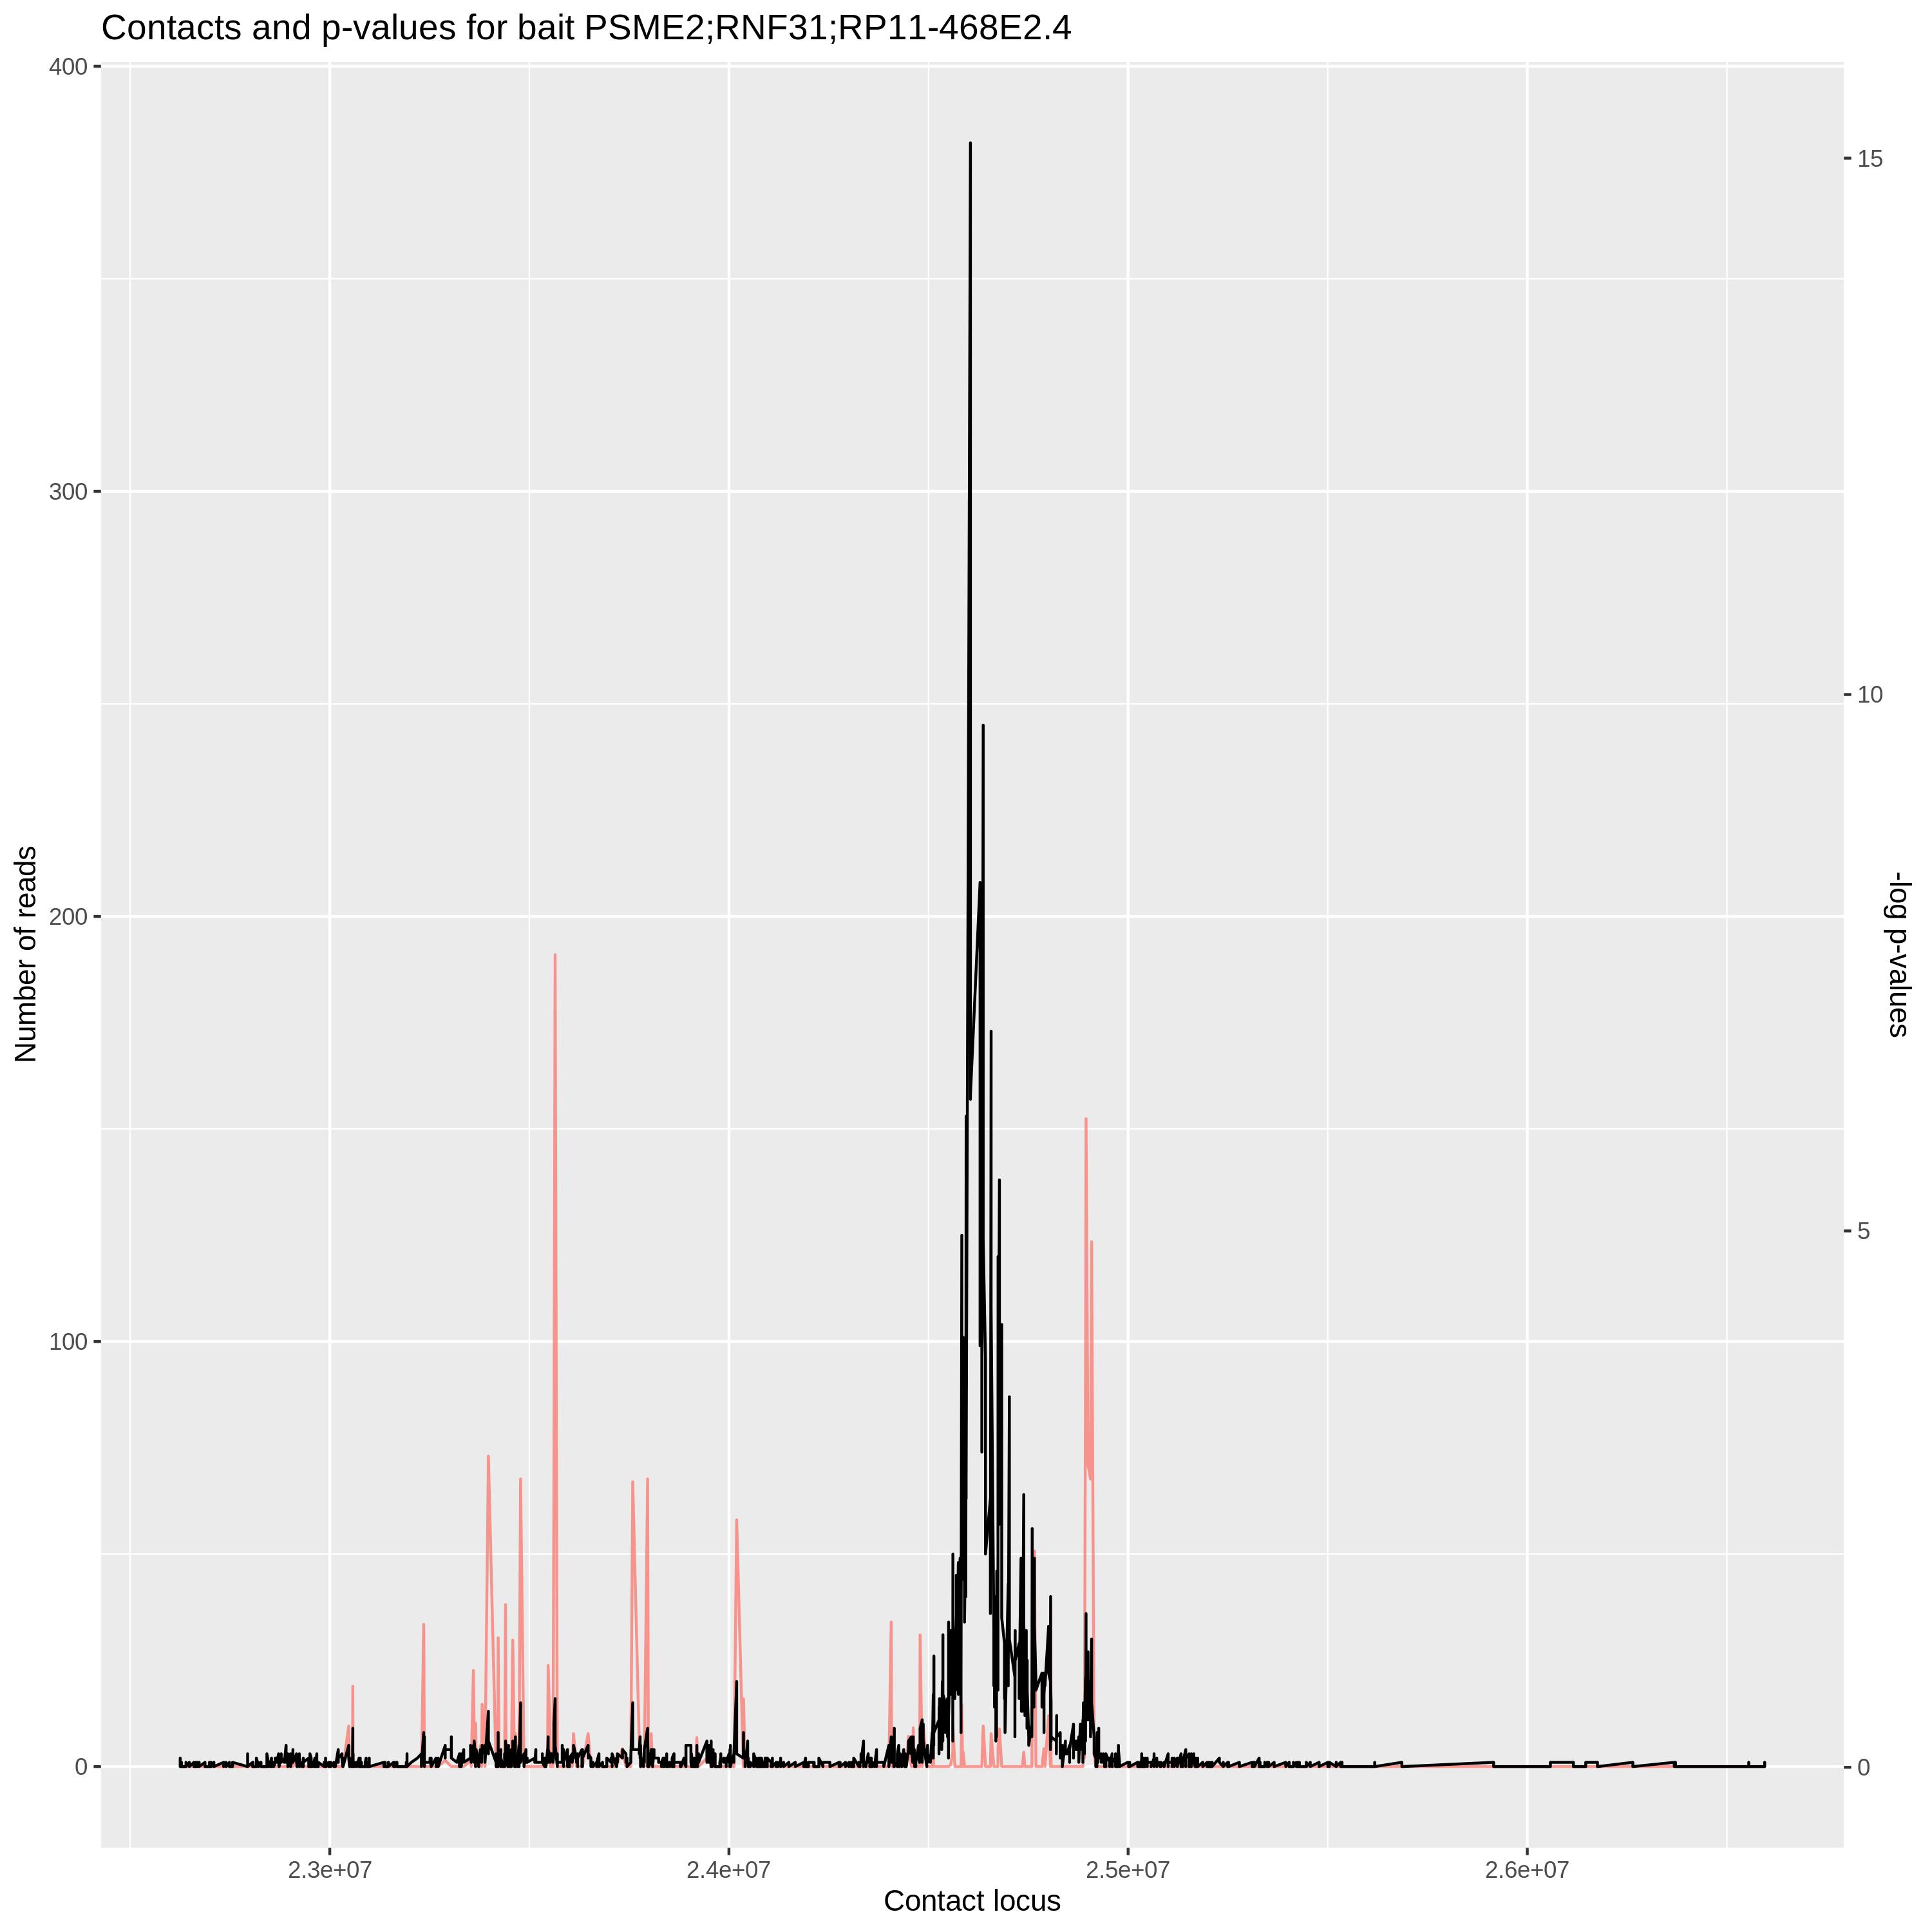 Contacts and p-values for bait PSME2;RNF31;RP11-468E2.4
400
300
200
100
0
Number of reads
15
10
5
0
-log p-values
2.3e+07
2.4e+07
2.5e+07
2.6e+07
Contact locus